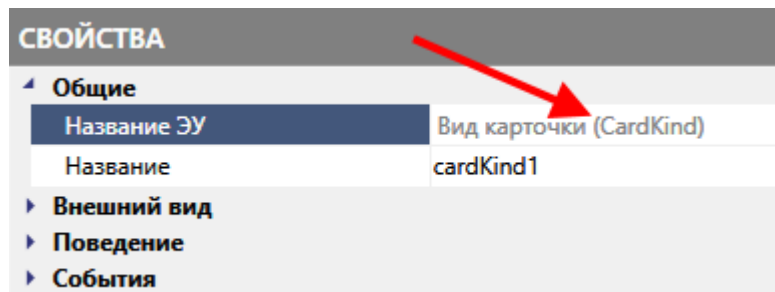 СВОЙСТВА
Общие
Название ЭУ Вид карточки (CardKind)
Название cardKind1
Внешний вид
Поведение
События